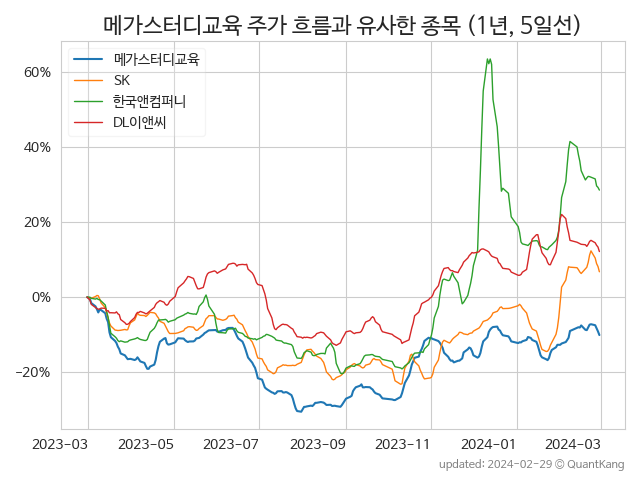 메가스터디교육 주가 흐름과 유사한 종목 (1년, 5일선)
메가스터디교육
SK
한국앤컴퍼니
DL이앤씨
60%
40%
20%
0%
−20%
2023-03 2023-05 2023-07 2023-09 2023-11 2024-01 2024-03
updated: 2024-02-29 © QuantKang